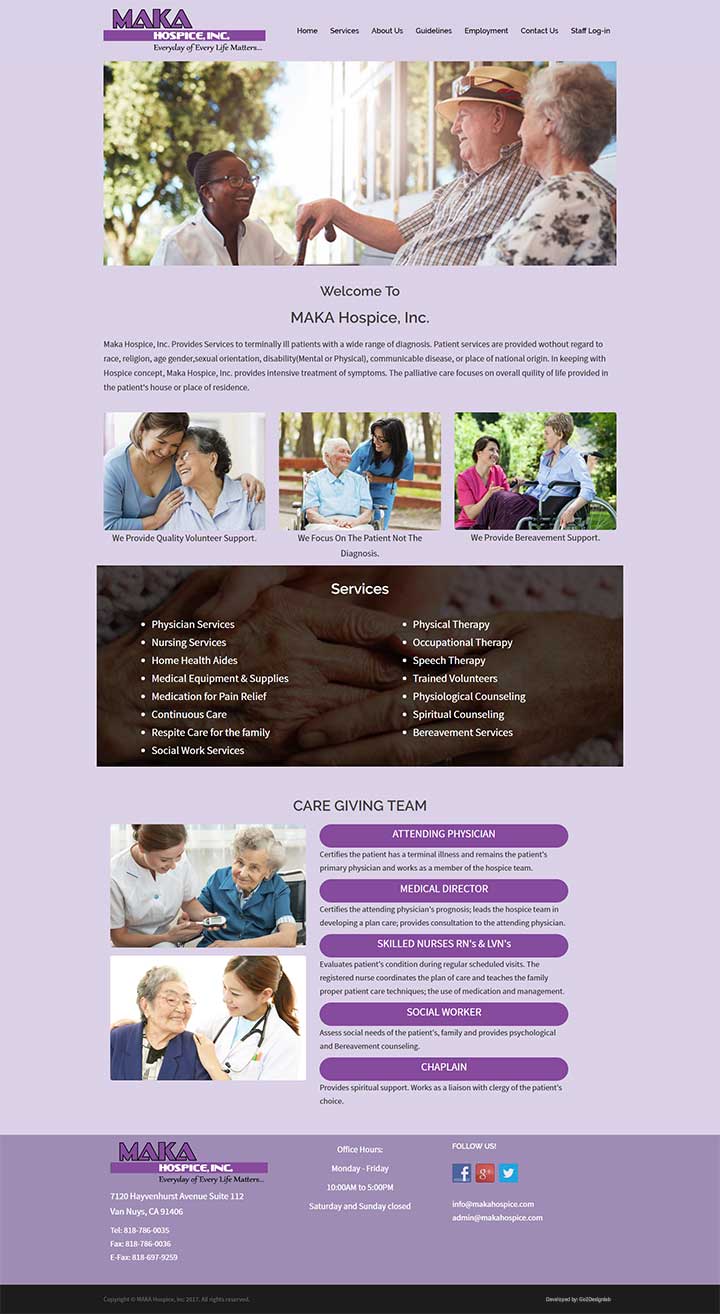 MAKA
HOSPICE, INC.
Everyday of Every Life Matters...
Home Services About Us Guidelines Employment Contact Us Staff Log-in
Welcome To
MAKA Hospice, Inc.
Maka Hospice, Inc. Provides Services to terminally ill patients with a wide range of diagnosis. Patient services are provided wothout regard to
race, religion, age gender,sexual orientation, disability(Mental or Physical), communicable disease, or place of national origin. In keeping with
Hospice concept, Maka Hospice, Inc. provides intensive treatment of symptoms. The palliative care focuses on overall quility of life provided in
the patient's house or place of residence.
We Provide Quality Volunteer Support.
We Focus On The Patient Not The
Diagnosis.
We Provide Bereavement Support.
Services
• Physician Services
• Nursing Services
• Home Health Aides
• Medical Equipment & Supplies
• Medication for Pain Relief
• Continuous Care
• Respite Care for the family
• Social Work Services
• Physical Therapy
• Occupational Therapy
• Speech Therapy
• Trained Volunteers
• Physiological Counseling
• Spiritual Counseling
• Bereavement Services
CARE GIVING TEAM
ATTENDING PHYSICIAN
Certifies the patient has a terminal illness and remains the patient's
primary physician and works as a member of the hospice team.
MEDICAL DIRECTOR
Certifies the attending physician's prognosis; leads the hospice team in
developing a plan care; provides consultation to the attending physician.
SKILLED NURSES RN's & LVN's
Evaluates patient's condition during regular scheduled visits. The
registered nurse coordinates the plan of care and teaches the family
proper patient care techniques; the use of medication and management.
SOCIAL WORKER
Assess social needs of the patient's, family and provides psychological
and Bereavement counseling.
CHAPLAIN
Provides spiritual support. Works as a liaison with clergy of the patient's
choice.
MAKA
HOSPICE, INC.
Everyday of Every Life Matters...
7120 Hayvenhurst Avenue Suite 112
Van Nuys, CA 91406
Tel: 818-786-0035
Fax: 818-786-0036
E-Fax: 818-697-9259
Office Hours:
Monday - Friday
10:00AM to 5:00PM
Saturday and Sunday closed
FOLLOW US!
info@makahospice.com
admin@makahospice.com
Copyright © MAKA Hospice, Inc 2017. All rights reserved.
Developed by: Go2Designlab